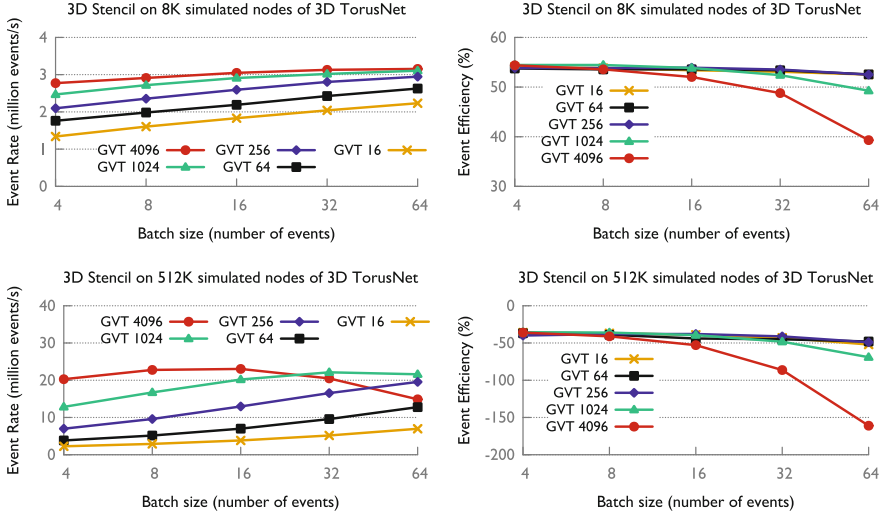 3D Stencil on 8K simulated nodes of 3D TorusNet
Event Rate (million events/s)
4
3
2
1
0
GVT 4096 GVT 256 GVT 16
GVT 1024 GVT 64
4 8 16 32 64
Batch size (number of events)
3D Stencil on 8K simulated nodes of 3D TorusNet
Event Efficiency (%)
60
50
40
30
GVT 16
GVT 64
GVT 256
GVT 1024
GVT 4096
4 8 16 32 64
Batch size (number of events)
3D Stencil on 512K simulated nodes of 3D TorusNet
Event Rate (million events/s)
40
30
20
10
0
GVT 4096 GVT 256 GVT 16
GVT 1024 GVT 64
4 8 16 32 64
Batch size (number of events)
3D Stencil on 512K simulated nodes of 3D TorusNet
Event Efficiency (%)
0
-50
-100
-150
-200
GVT 16
GVT 64
GVT 256
GVT 1024
GVT 4096
4 8 16 32 64
Batch size (number of events)